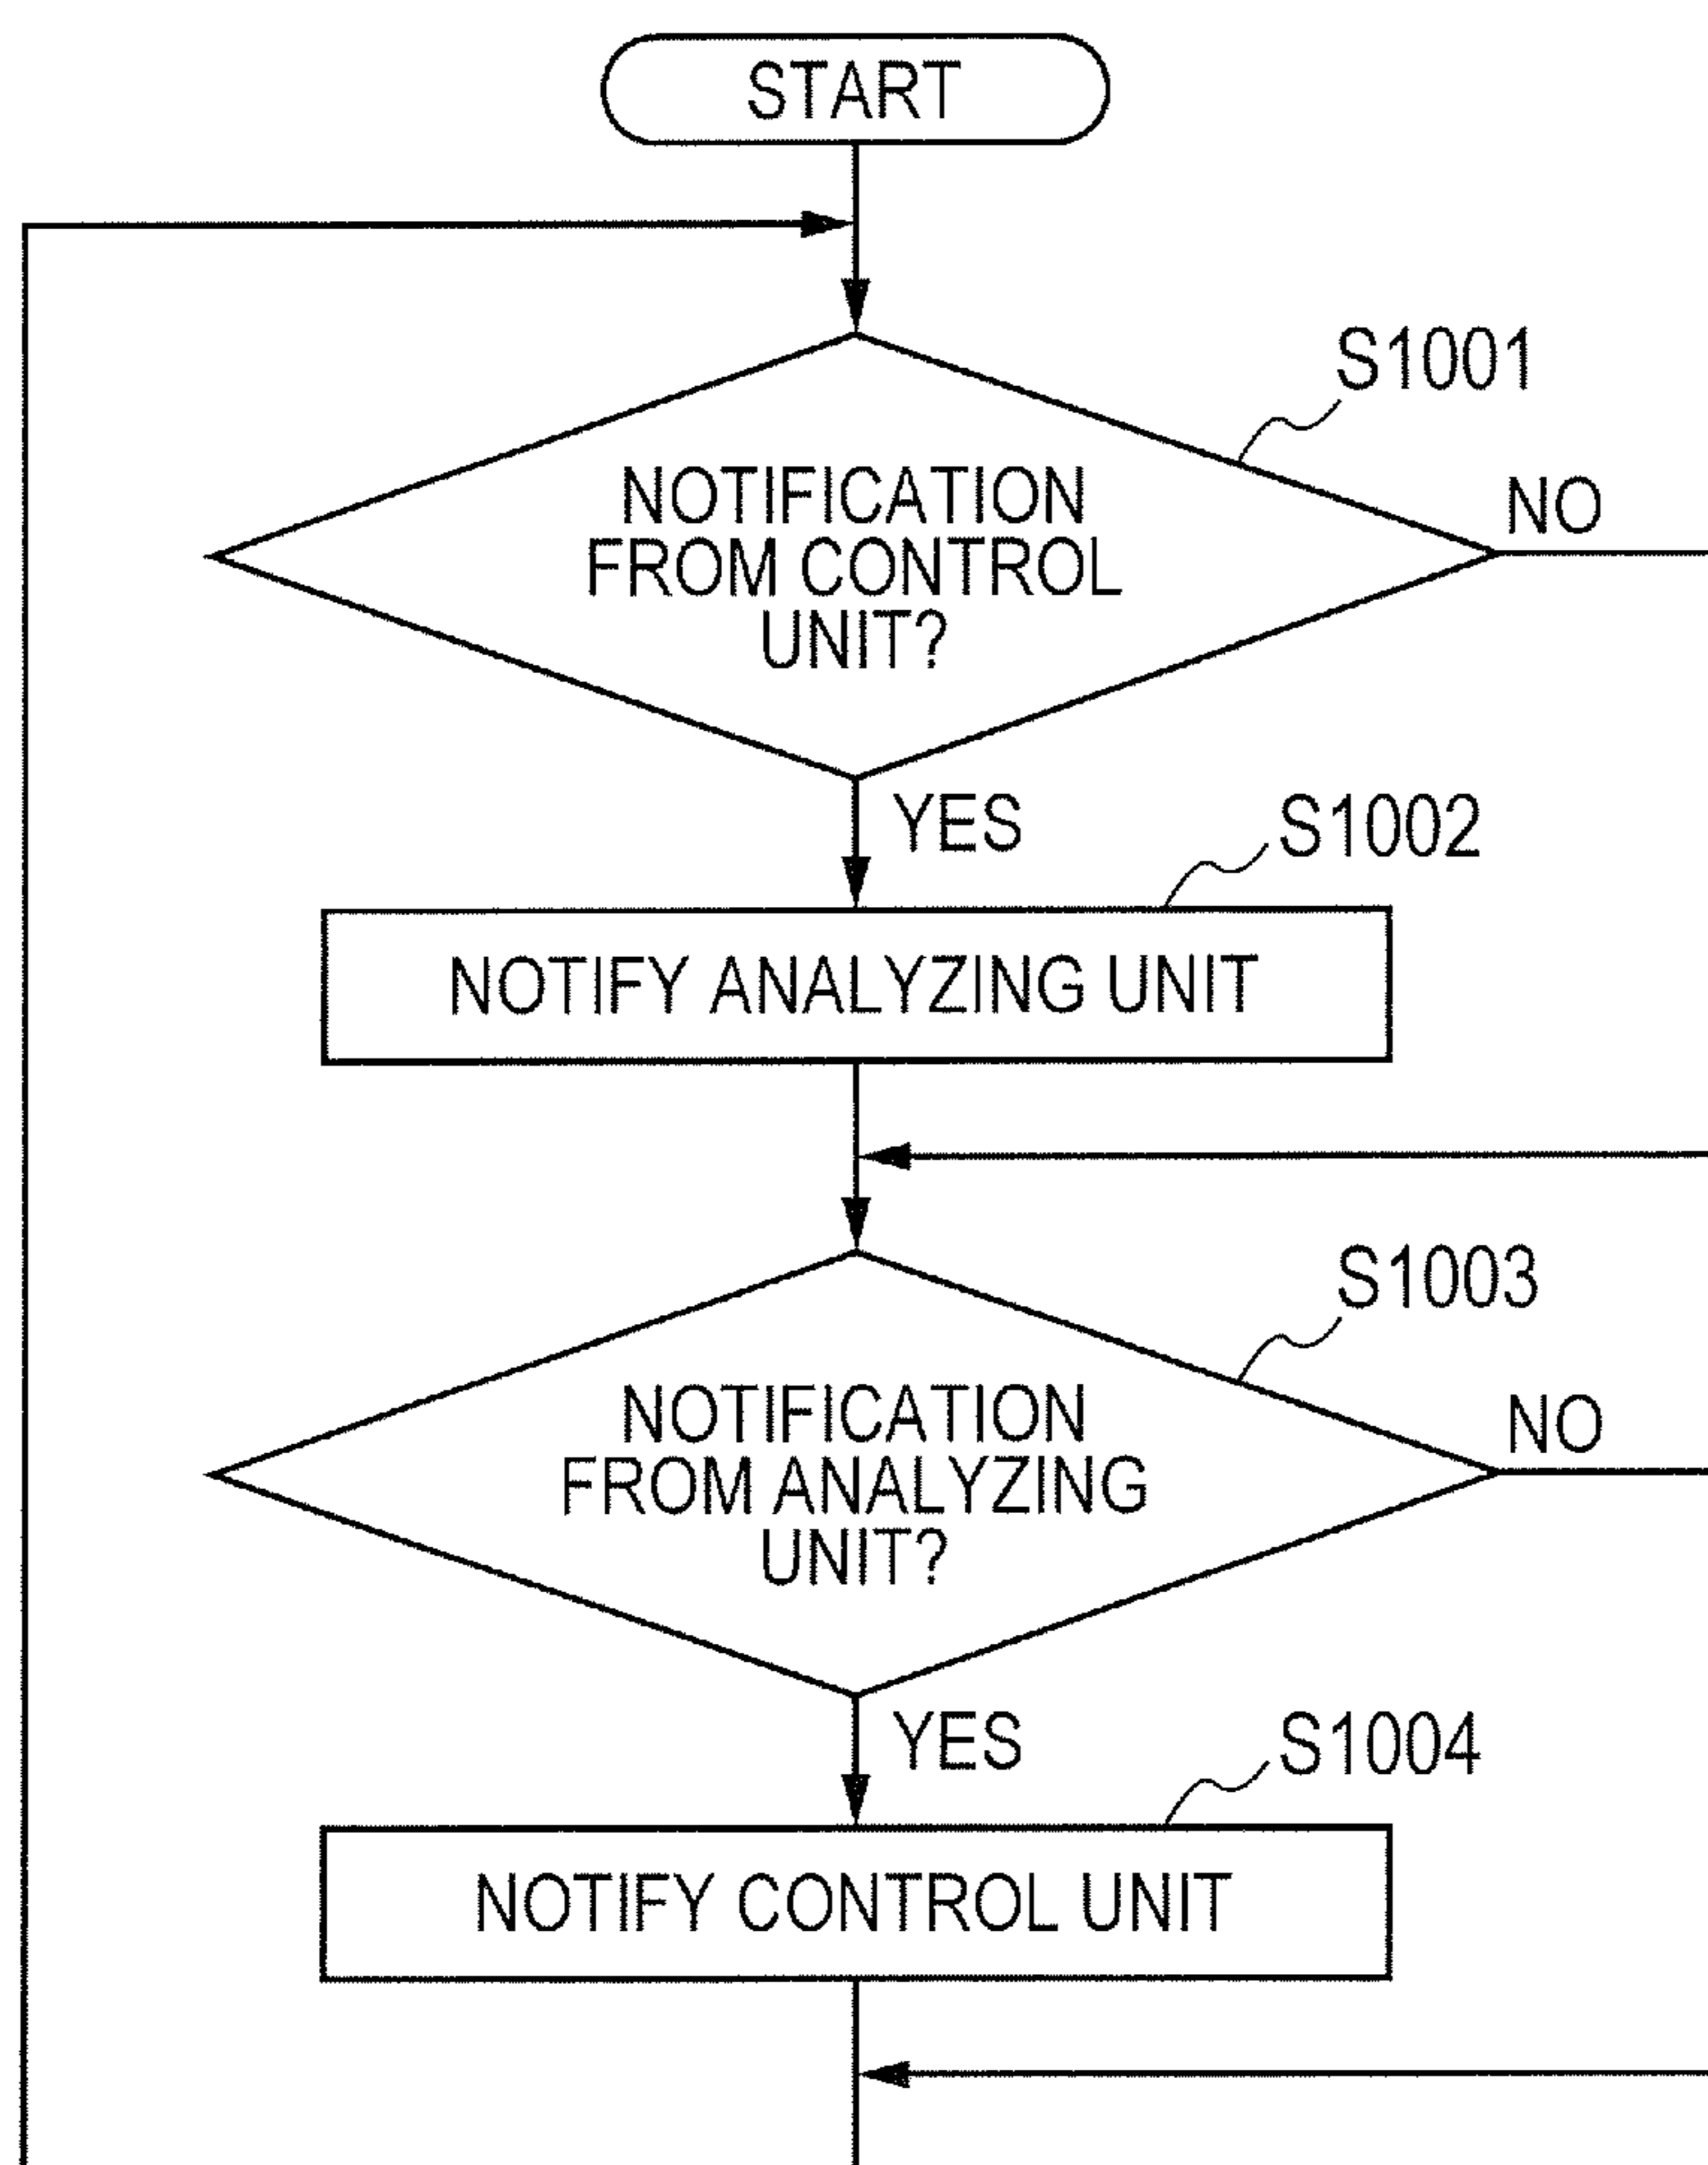 START
S1001
NOTIFICATION
FROM CONTROL
UNIT?
NO
YES
S1002
NOTIFY ANALYZING UNIT
S1003
NOTIFICATION
FROM ANALYZING
UNIT?
NO
YES
S1004
NOTIFY CONTROL UNIT